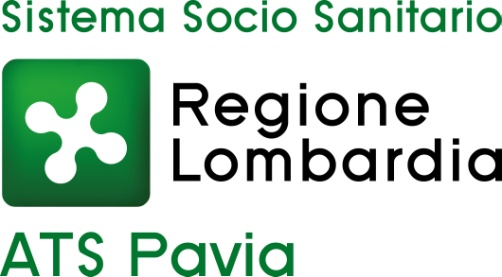 Sistema Socio Sanitario
Regione
Lombardia
ATS Pavia